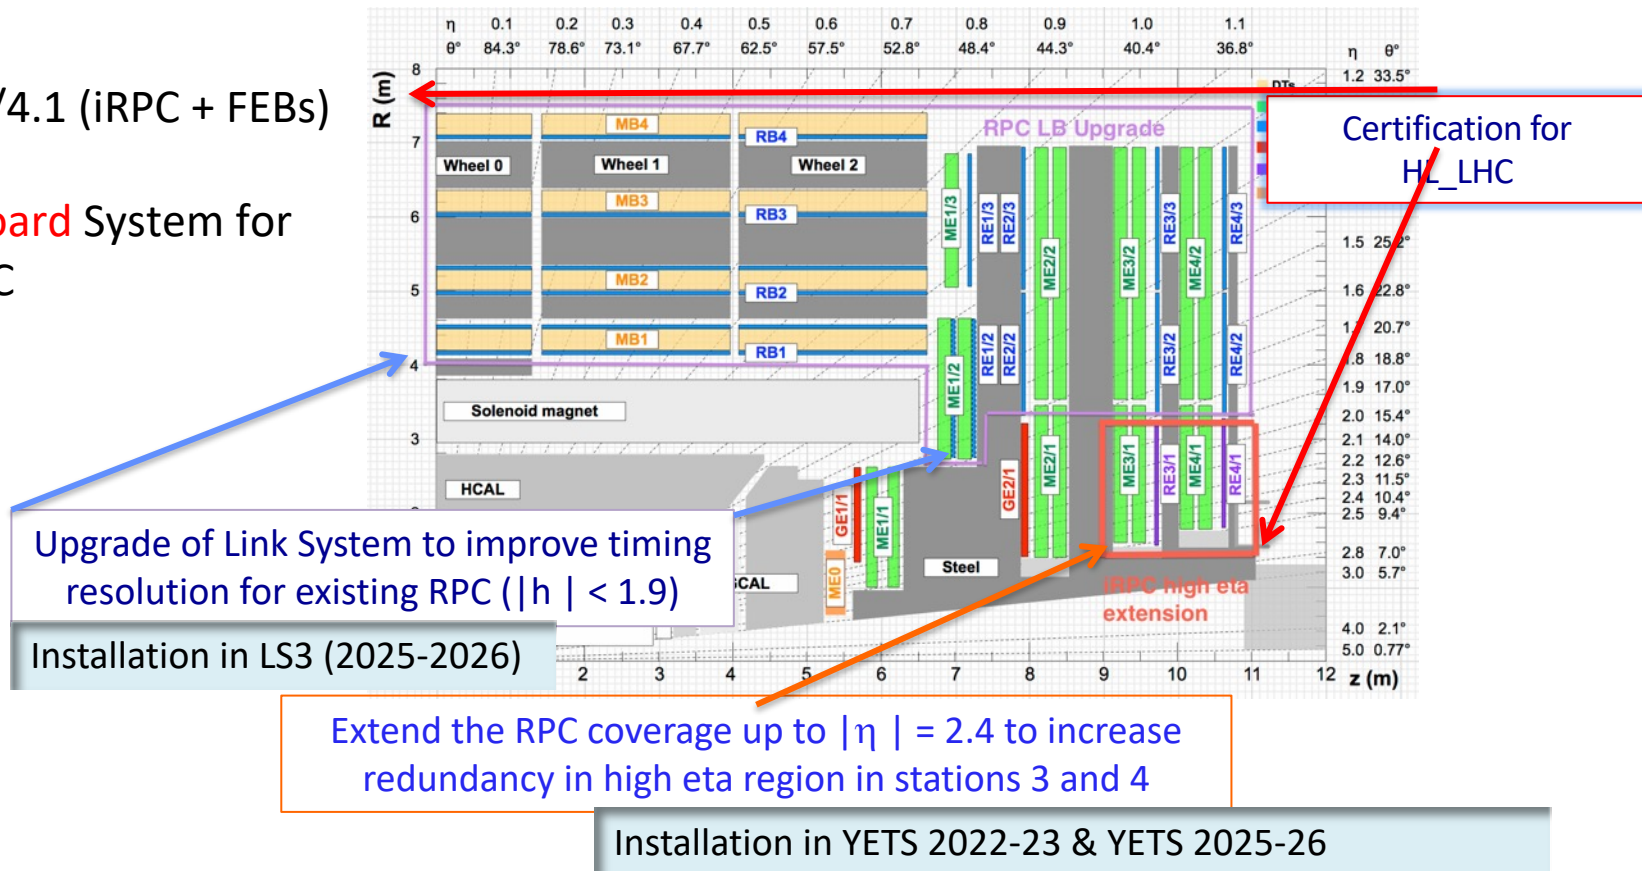 η 0.1 0.2 0.3 0.4 0.5 0.6 0.7 0.8 0.9 1.0 1.1
θ° 84.3° 78.6° 73.1° 67.7° 62.5° 57.5° 52.8° 48.4° 44.3° 40.4° 36.8°
η θ°
8
1.2 33.5°
R (m)
DTs
/4.1 (iRPC + FEBs)
MB4
RB4
RPC LB Upgrade
Certification for
HL_LHC
7
Wheel 0
Wheel 1
Wheel 2
ard System for
C
MB3
RB3
6
ME1/3
RE1/3
RE2/3
ME2/2
ME3/2
RE3/3
ME4/2
RE4/3
1.5 25.2°
MB2
RB2
5
1.6 22.8°
MB1
RB1
20.7°
4
ME1/2
RE1/2
RE2/2
RE3/2
RE4/2
1.8 18.8°
1.9 17.0°
Solenoid magnet
2.0 15.4°
3
2.1 14.0°
2.2 12.6°
2.3 11.5°
2.4 10.4°
2.5 9.4°
HCAL
GE1/1
ME1/1
GE2/1
ME2/1
ME3/1
RE3/1
ME4/1
RE4/1
Upgrade of Link System to improve timing
resolution for existing RPC (|h | < 1.9)
2.8 7.0°
3.0 5.7°
CAL
ME0
Steel
iRPC high eta
extension
4.0 2.1°
5.0 0.77°
Installation in LS3 (2025-2026)
2 3 4 5 6 7 8 9 10 11 12 z (m)
Extend the RPC coverage up to |η | = 2.4 to increase
redundancy in high eta region in stations 3 and 4
Installation in YETS 2022-23 & YETS 2025-26